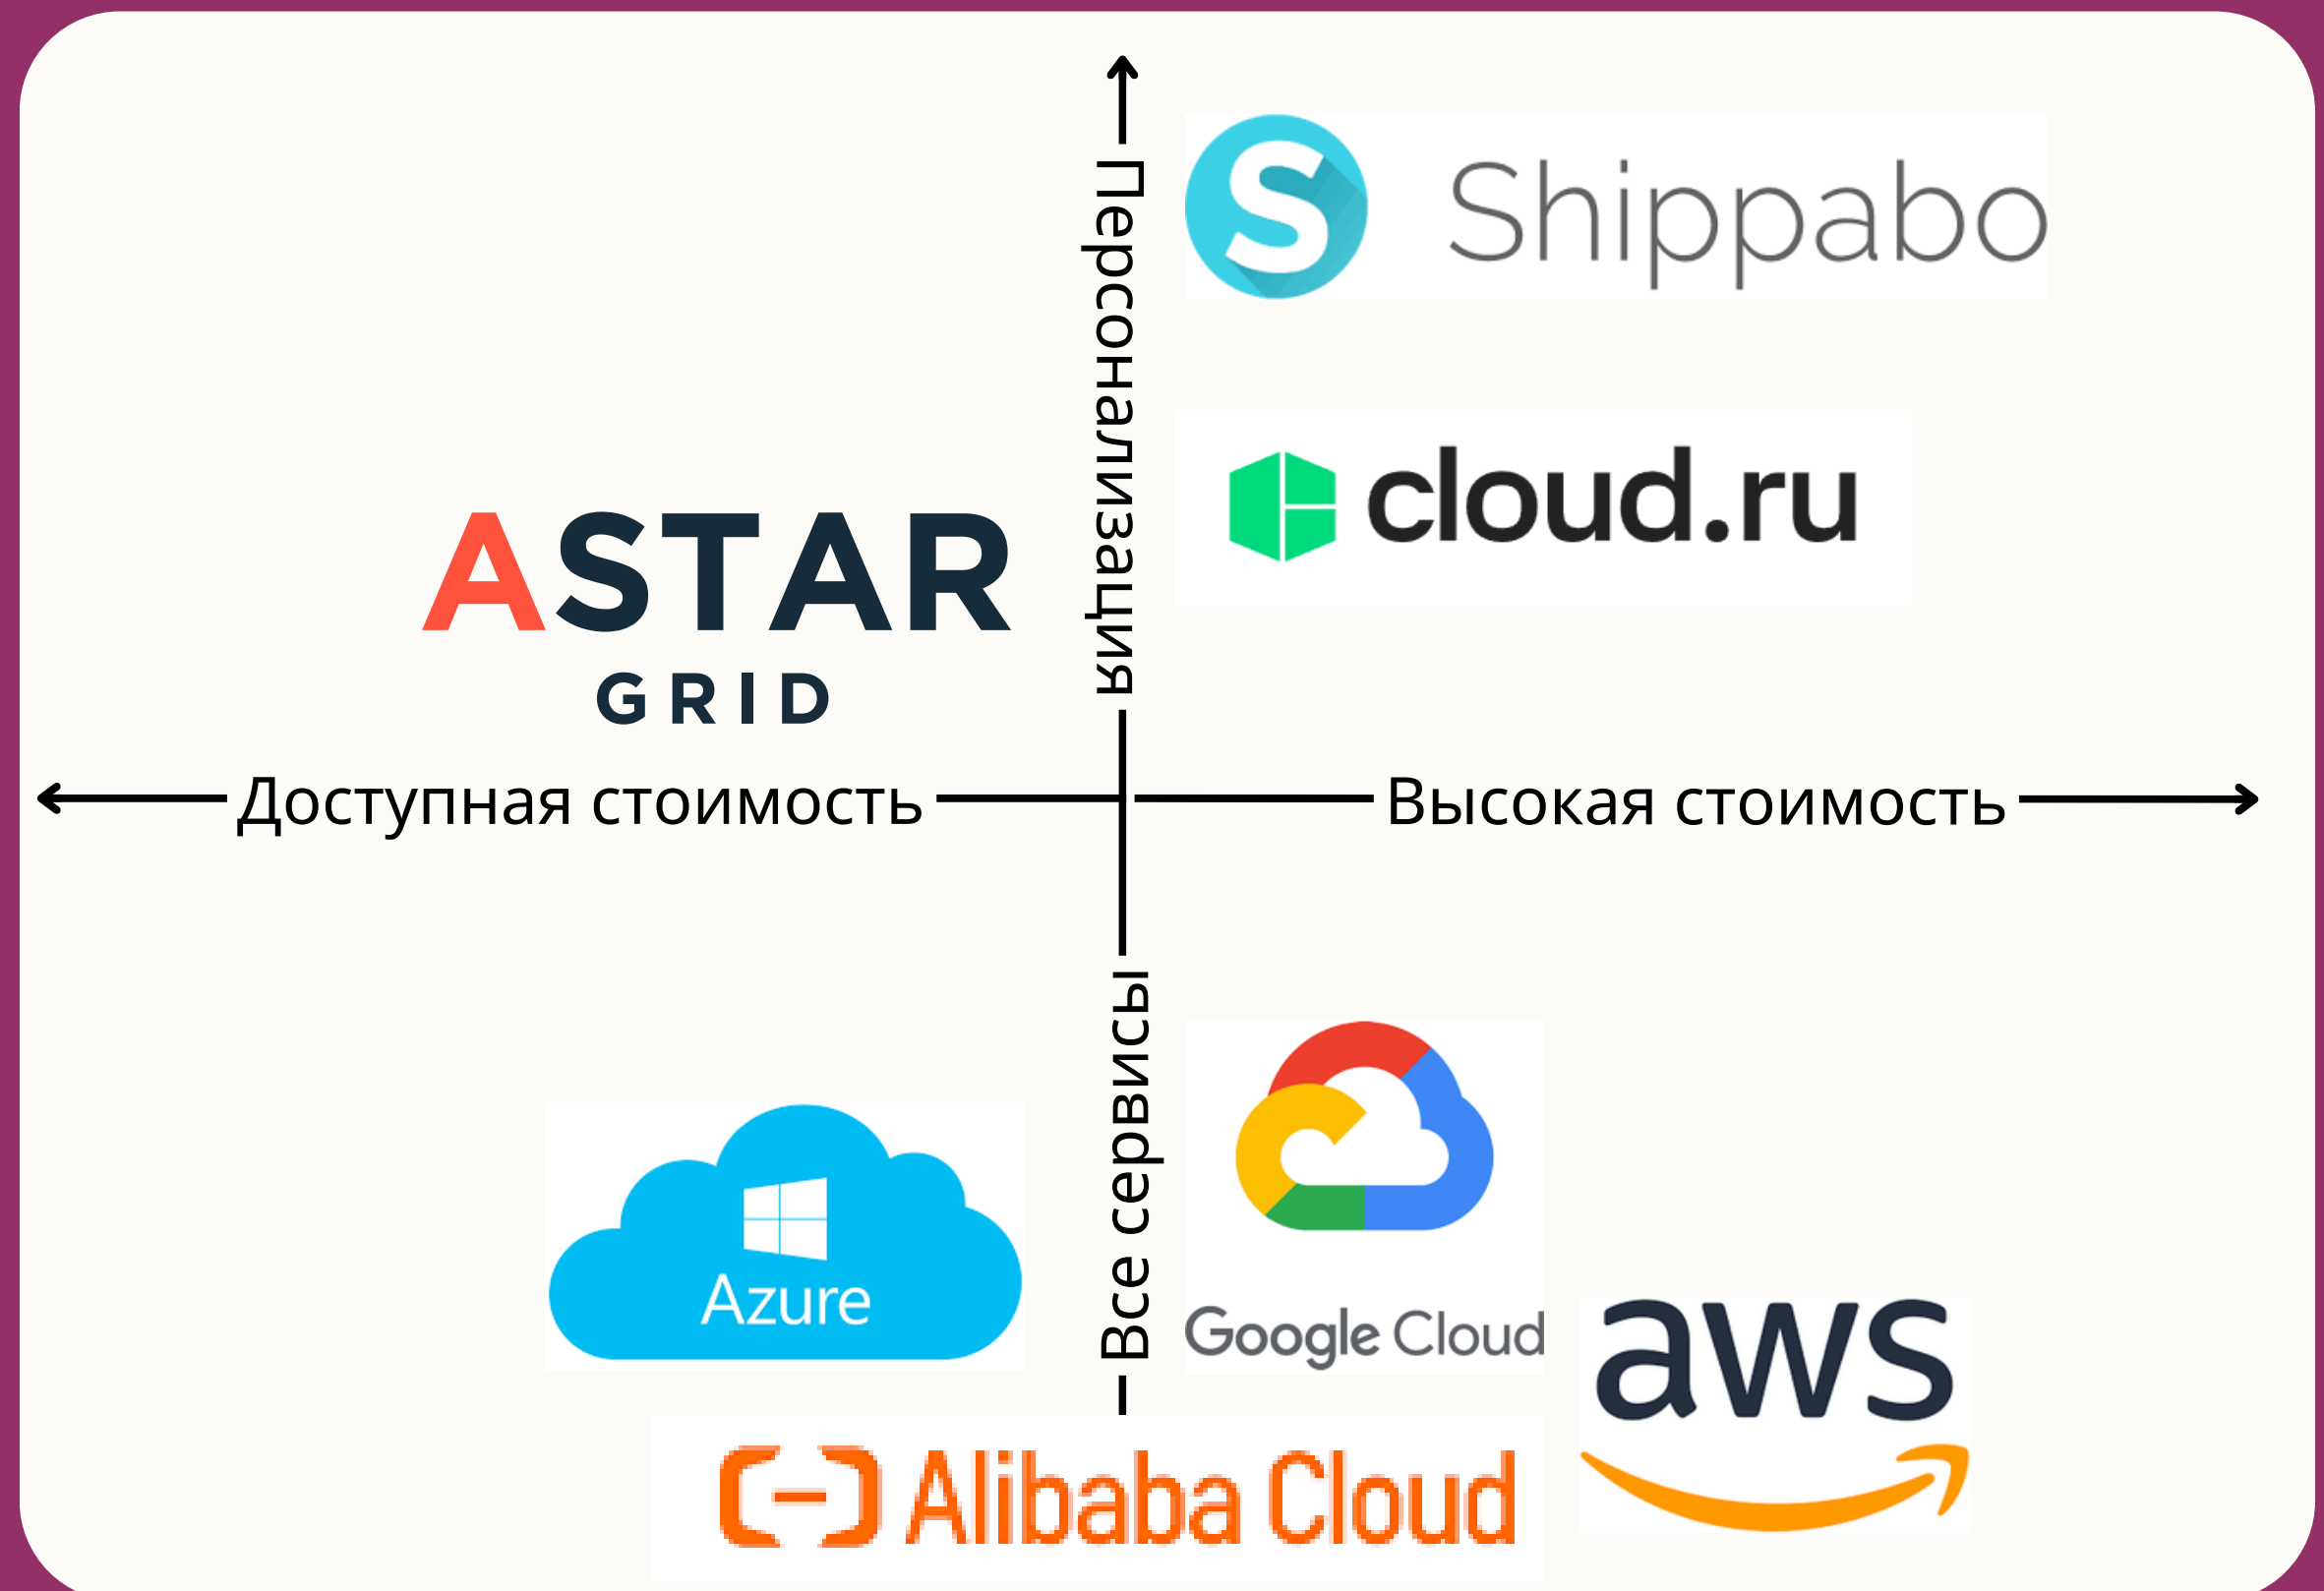 Персонализация
Shippabo
cloud.ru
ASTAR
GRID
Доступная стоимость
Высокая стоимость
Все сервисы
Azure
Google Cloud
aws
Alibaba Cloud